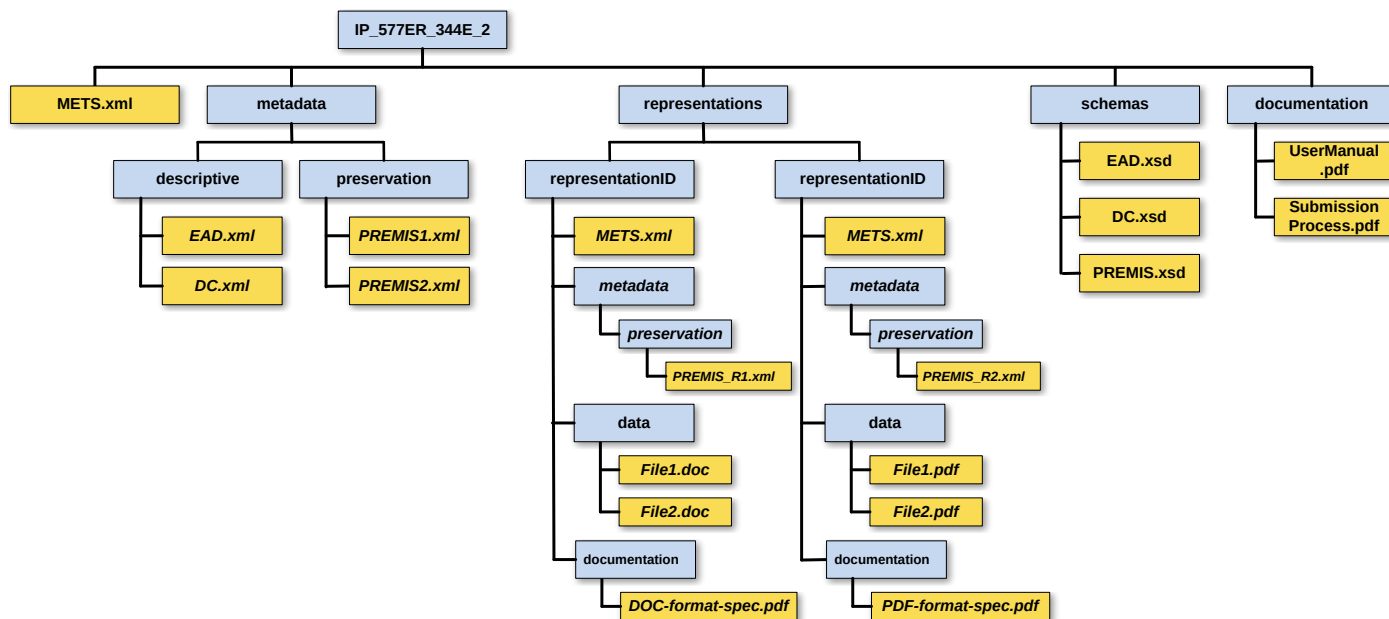 IP_577ER_344E_2
METS.xml
metadata
representations
schemas
documentation
descriptive
preservation
representationID
representationID
EAD.xsd
UserManual
.pdf
EAD.xml
PREMIS1.xml
METS.xml
METS.xml
DC.xsd
Submission
Process.pdf
DC.xml
PREMIS2.xml
metadata
metadata
PREMIS.xsd
preservation
preservation
PREMIS_R1.xml
PREMIS_R2.xml
data
data
File1.doc
File1.pdf
File2.doc
File2.pdf
documentation
documentation
DOC-format-spec.pdf
PDF-format-spec.pdf